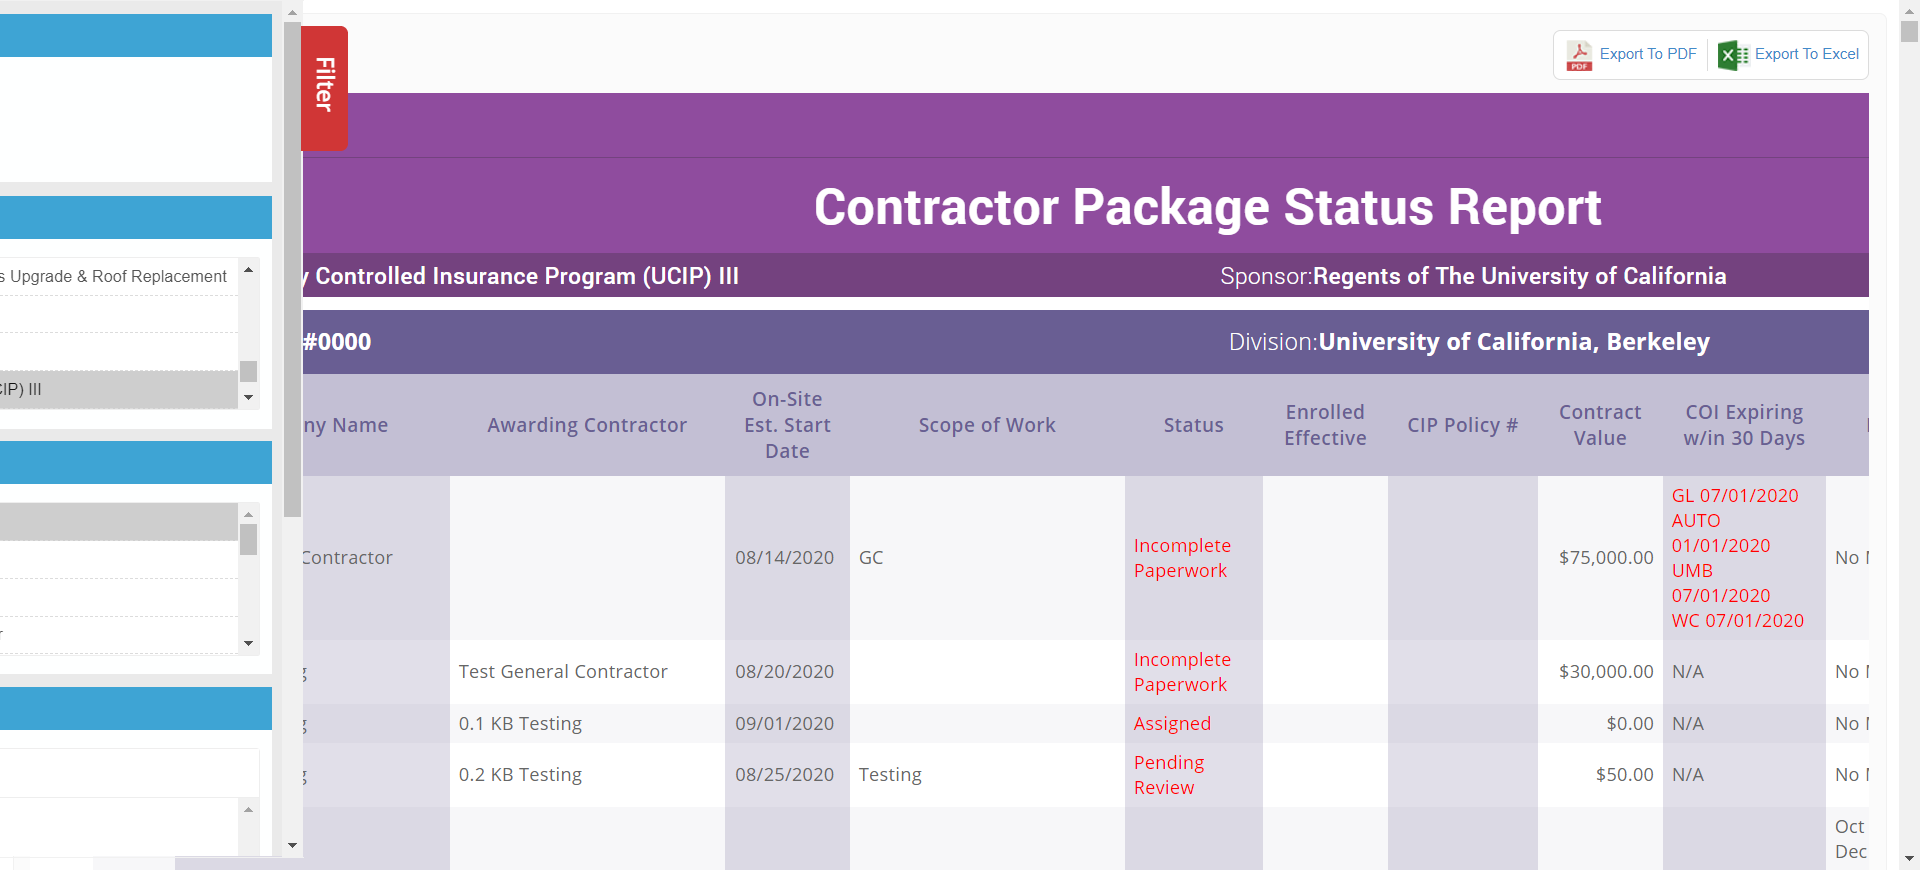 Filter
PDF
Export To PDF
Export To Excel
Contractor Package Status Report
Controlled Insurance Program (UCIP) III
Sponsor:Regents of The University of California
#0000
Division:University of California, Berkeley
Upgrade & Roof Replacement
CIP) III
Name
Awarding Contractor
On-Site
Est. Start
Date
Scope of Work
Status
Enrolled
Effective
CIP Policy #
Contract
Value
COI Expiring
w/in 30 Days
Contractor
08/14/2020
GC
Incomplete
Paperwork
$75,000.00
GL 07/01/2020
AUTO
01/01/2020
UMB
07/01/2020
WC 07/01/2020
No
Test General Contractor
08/20/2020
Incomplete
Paperwork
$30,000.00
N/A
No
0.1 KB Testing
09/01/2020
Assigned
$0.00
N/A
No
0.2 KB Testing
08/25/2020
Testing
Pending
Review
$50.00
N/A
No
Oct
Dec